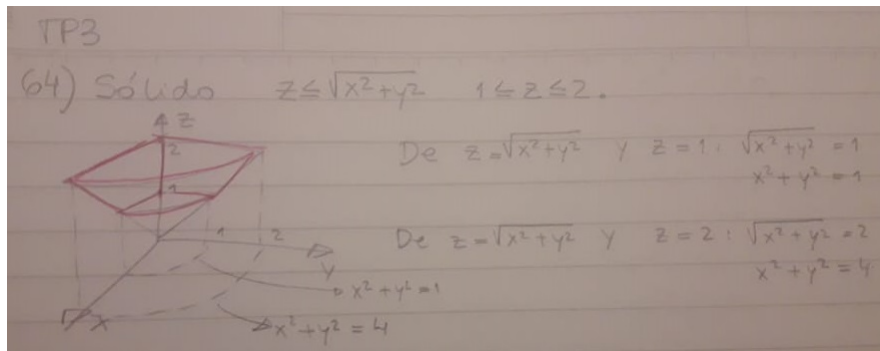 TP3
64) Sólido z ≤ √x²+y² 1 ≤ z ≤ 2.
z
2
1
1
2
y
x
x²+y²=1
x²+y²=4
De z=√x²+y² y z=1: √x²+y²=1
x²+y²=1
De z=√x²+y² y z=2: √x²+y²=2
x²+y²=4